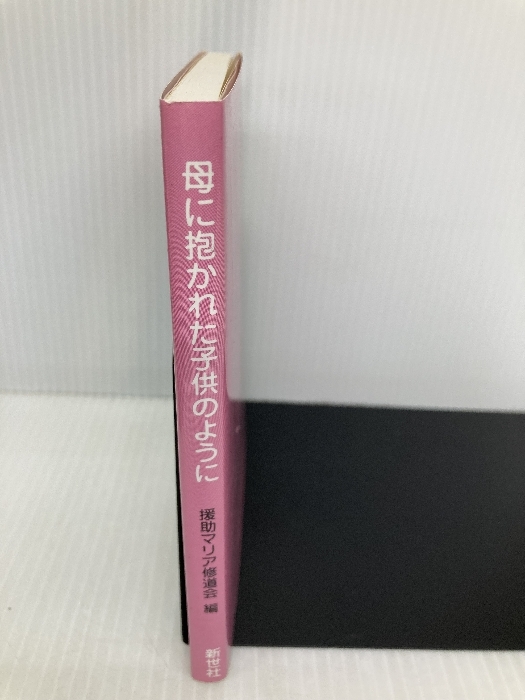 母に抱かれた子供のように
援助マリア修道会 編
新世社